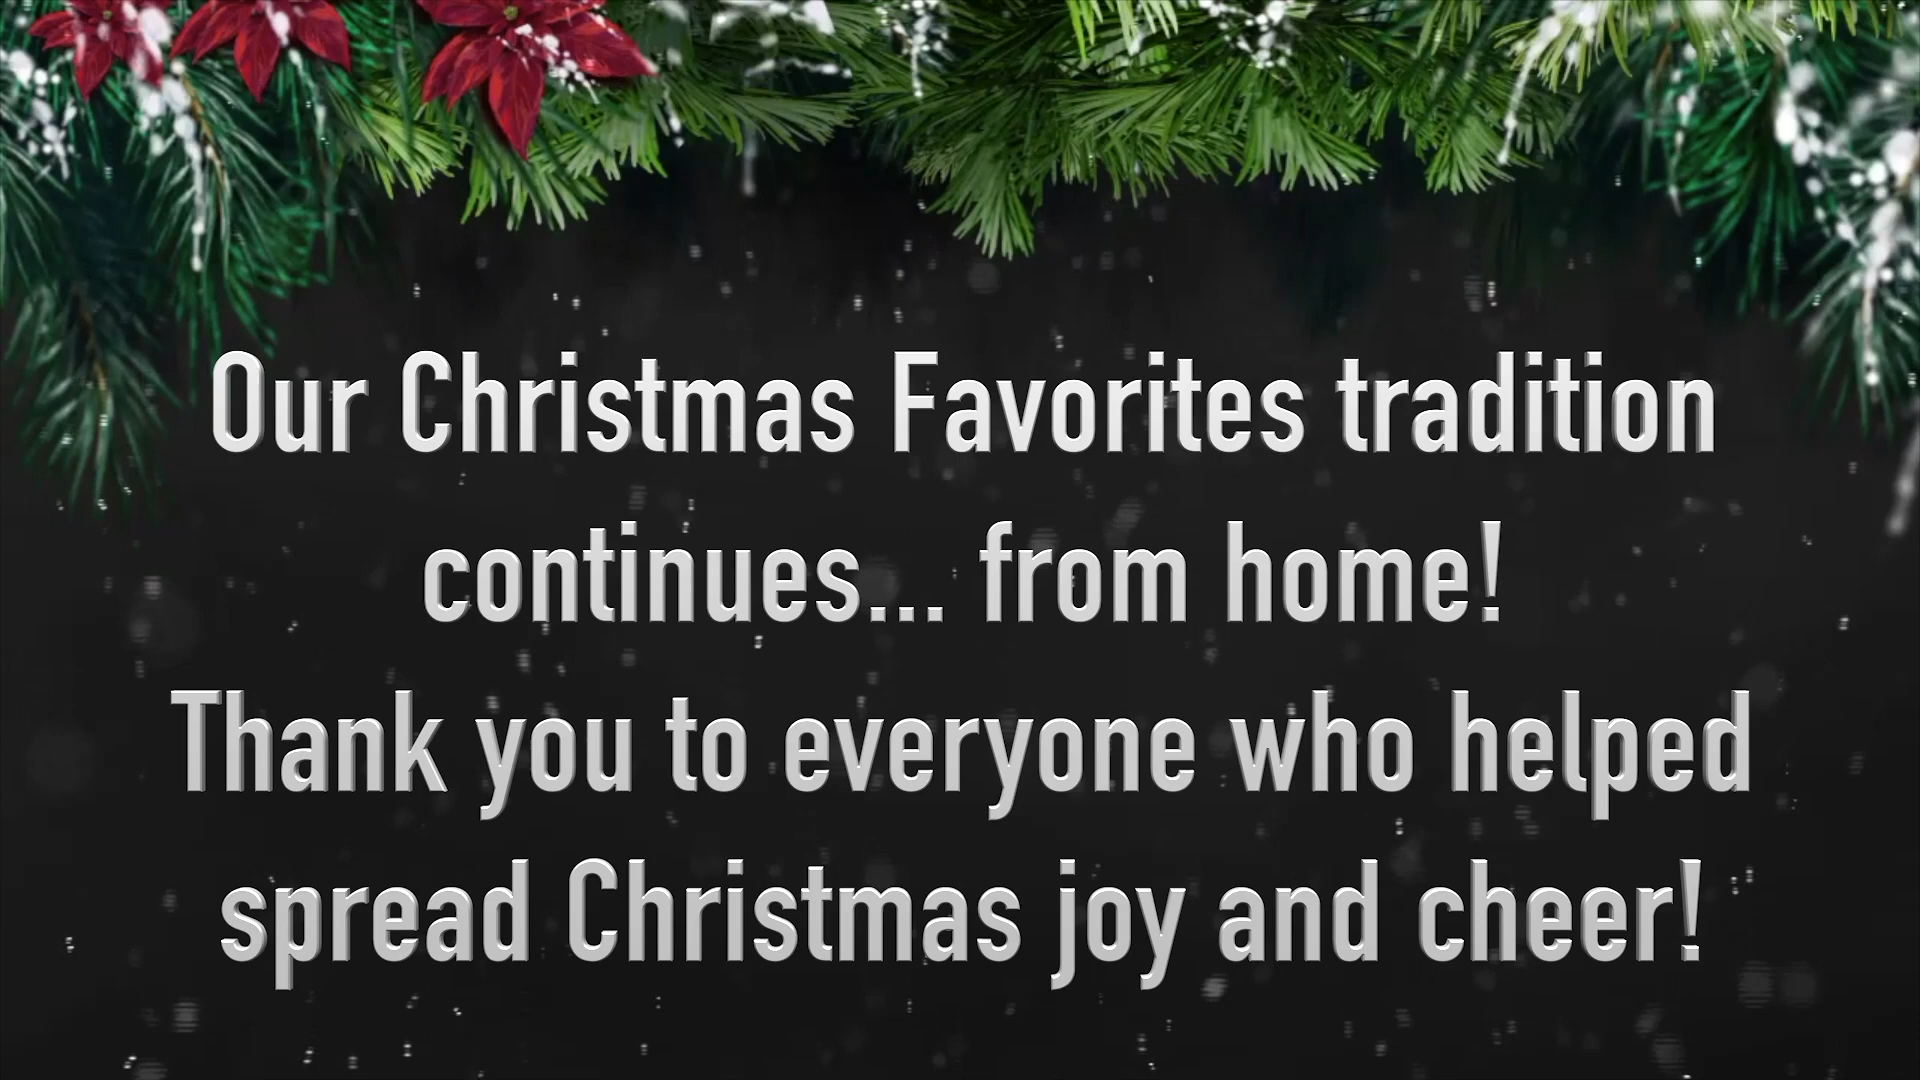 Our Christmas Favorites tradition
continues... from home!
Thank you to everyone who helped
spread Christmas joy and cheer!